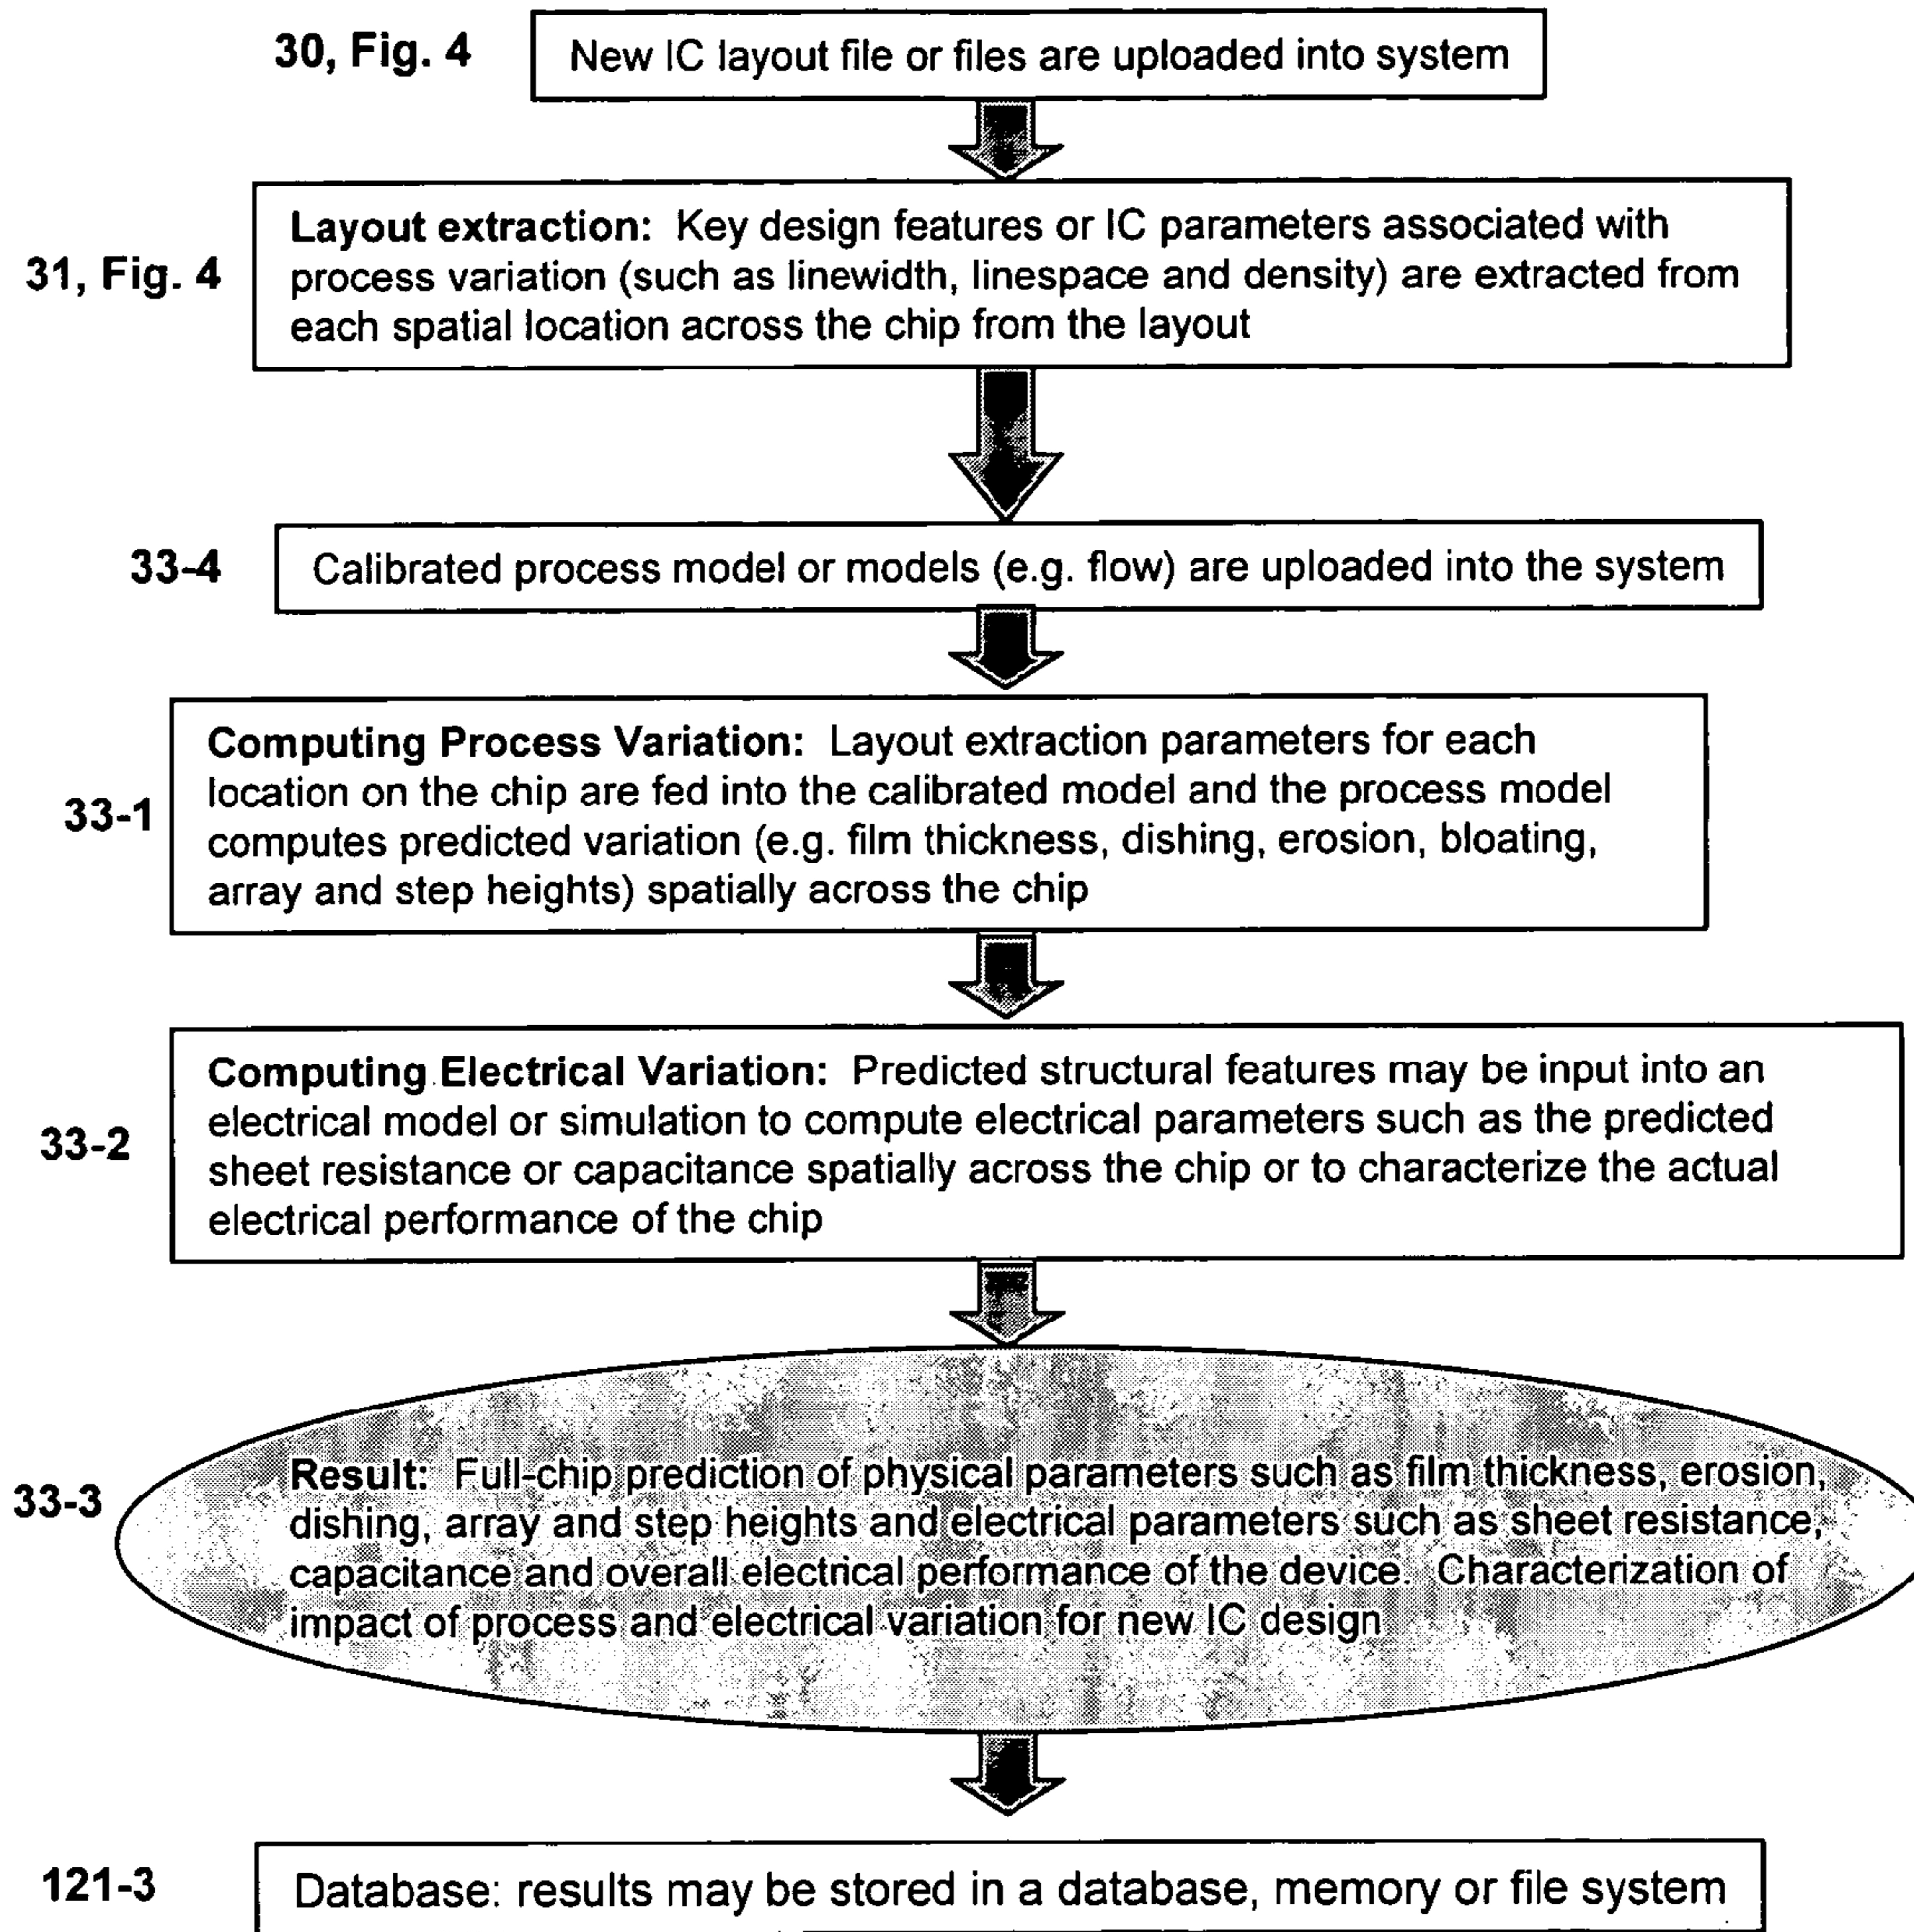 30, Fig. 4
New IC layout file or files are uploaded into system
31, Fig. 4
Layout extraction: Key design features or IC parameters associated with
process variation (such as linewidth, linespace and density) are extracted from
each spatial location across the chip from the layout
33-4
Calibrated process model or models (e.g. flow) are uploaded into the system
33-1
Computing Process Variation: Layout extraction parameters for each
location on the chip are fed into the calibrated model and the process model
computes predicted variation (e.g. film thickness, dishing, erosion, bloating,
array and step heights) spatially across the chip
33-2
Computing Electrical Variation: Predicted structural features may be input into an
electrical model or simulation to compute electrical parameters such as the predicted
sheet resistance or capacitance spatially across the chip or to characterize the actual
electrical performance of the chip
33-3
Result: Full-chip prediction of physical parameters such as film thickness, erosion,
dishing, array and step heights and electrical parameters such as sheet resistance,
capacitance and overall electrical performance of the device. Characterization of
impact of process and electrical variation for new IC design
121-3
Database: results may be stored in a database, memory or file system